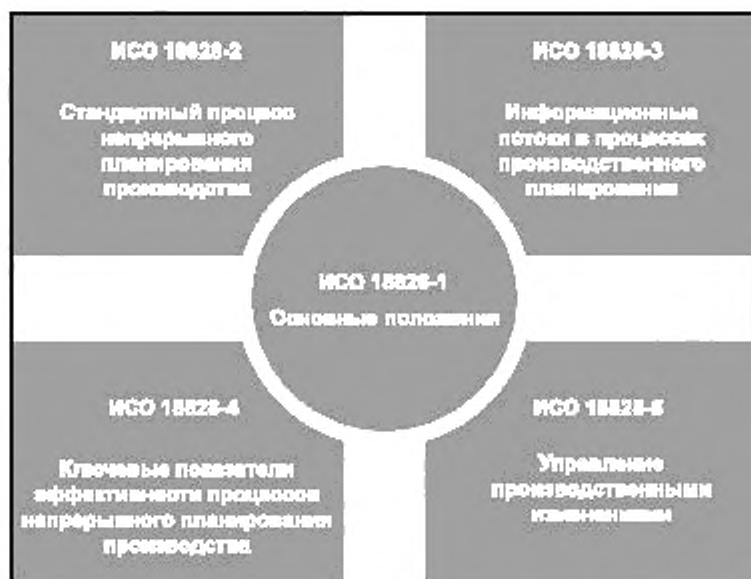 ИСО 18828-2
Стандартный процесс
непрерывного
планирования
производства
ИСО 18828-3
Информационные
потоки в процессах
производственного
планирования
ИСО 18828-1
Основные положения
ИСО 18828-4
Ключевые показатели
эффективности процессов
непрерывного планирования
производства
ИСО 18828-5
Управление
производственными
изменениями